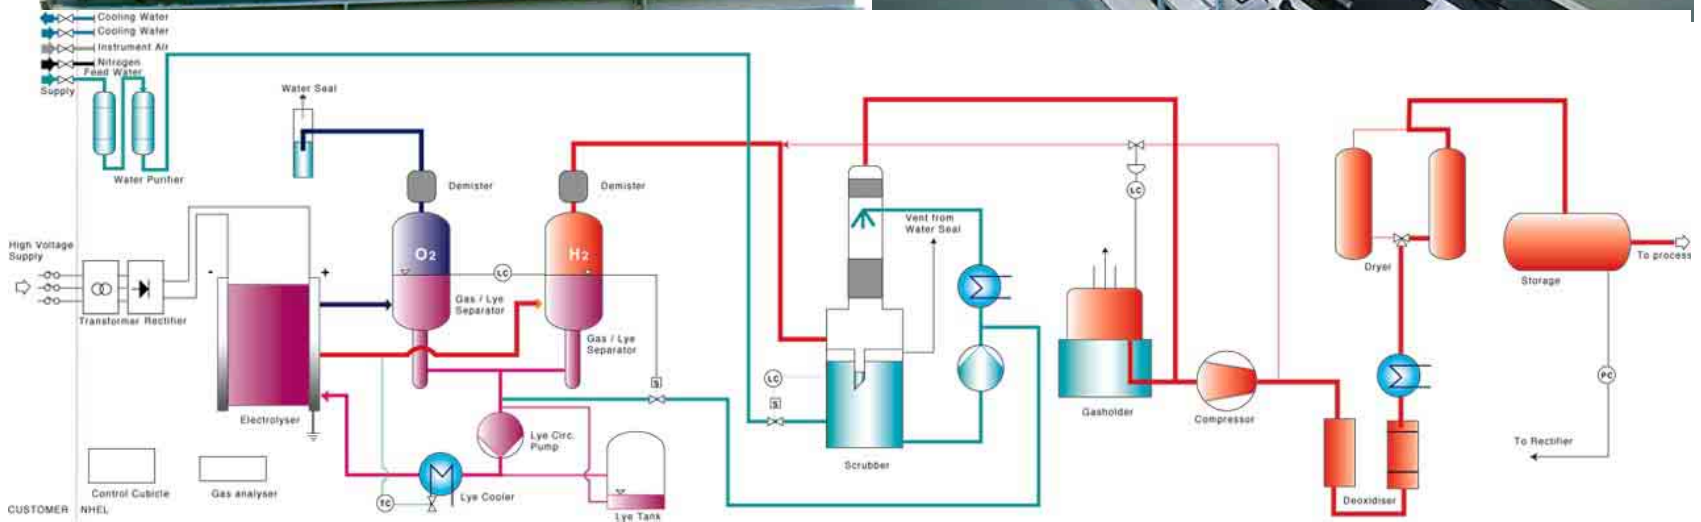 Cooling Water
Cooling Water
Instrument Air
Nitrogen
Feed Water
Supply
Water Purifier
Water Seal
Demister
Demister
High Voltage
Supply
Transformer
Rectifier
-
+
O2
H2
LC
Gas / Lye
Separator
Gas / Lye
Separator
Electrolyser
S
Lye Circ.
Pump
Lye Cooler
TC
Lye Tank
Control Cubicle
Gas analyser
CUSTOMER
NHEL
Vent from
Water Seal
LC
S
Scrubber
LC
Gasholder
Compressor
Dryer
Deoxidiser
Storage
To process
PC
To Rectifier